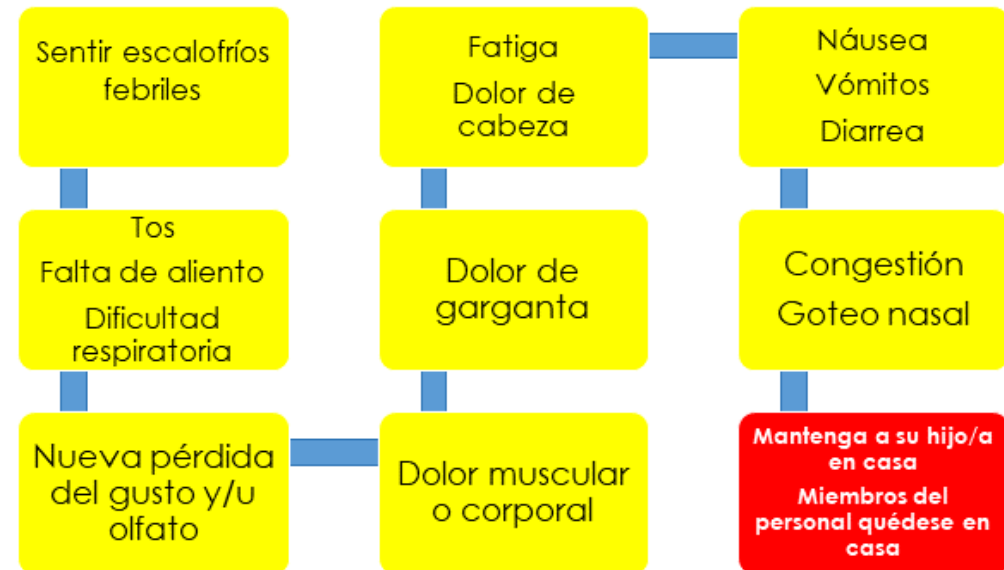 Sentir escalofríos
febriles
Tos
Falta de aliento
Dificultad
respiratoria
Nueva pérdida
del gusto y/u
olfato
Dolor muscular
o corporal
Dolor de
garganta
Fatiga
Dolor de
cabeza
Náusea
Vómitos
Diarrea
Congestión
Goteo nasal
Mantenga a su hijo/a
en casa
Miembros del
personal quédese en
casa